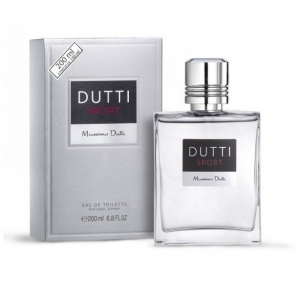 200 ml
DUTTI
SPORT
Massimo Dutti
EAU DE TOILETTE
NATURAL SPRAY
℮200 ml 6.8 FL.OZ
DUTTI
SPORT
Massimo Dutti